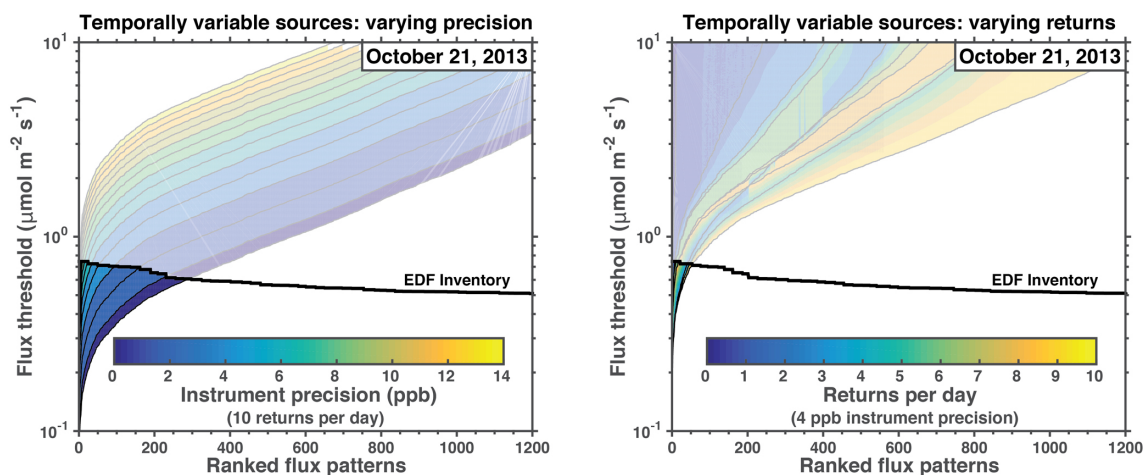 Temporally variable sources: varying precision
October 21, 2013
Flux threshold (μmol m⁻² s⁻¹)
10¹
10⁰
10⁻¹
EDF Inventory
0 2 4 6 8 10 12 14
Instrument precision (ppb)
(10 returns per day)
0 200 400 600 800 1000 1200
Ranked flux patterns
Temporally variable sources: varying returns
October 21, 2013
Flux threshold (μmol m⁻² s⁻¹)
10¹
10⁰
10⁻¹
EDF Inventory
0 1 2 3 4 5 6 7 8 9 10
Returns per day
(4 ppb instrument precision)
0 200 400 600 800 1000 1200
Ranked flux patterns